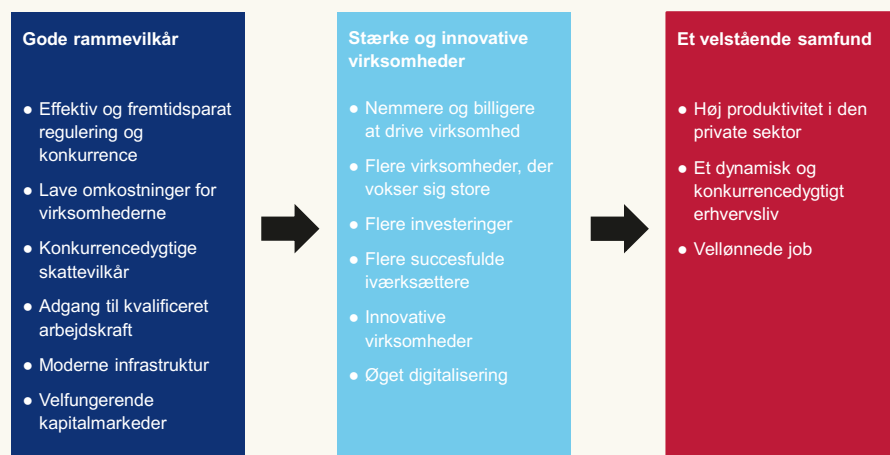 Gode rammevilkår
● Effektiv og fremtidsparat
regulering og
konkurrence
● Lave omkostninger for
virksomhederne
● Konkurrencedygtige
skattevilkår
● Adgang til kvalificeret
arbejdskraft
● Moderne infrastruktur
● Velfungerende
kapitalmarkeder
Stærke og innovative
virksomheder
● Nemmere og billigere
at drive virksomhed
● Flere virksomheder, der
vokser sig store
● Flere investeringer
● Flere succesfulde
iværksættere
● Innovative
virksomheder
● Øget digitalisering
Et velstående samfund
● Høj produktivitet i den
private sektor
● Et dynamisk og
konkurrencedygtigt
erhvervsliv
● Vellønnede job